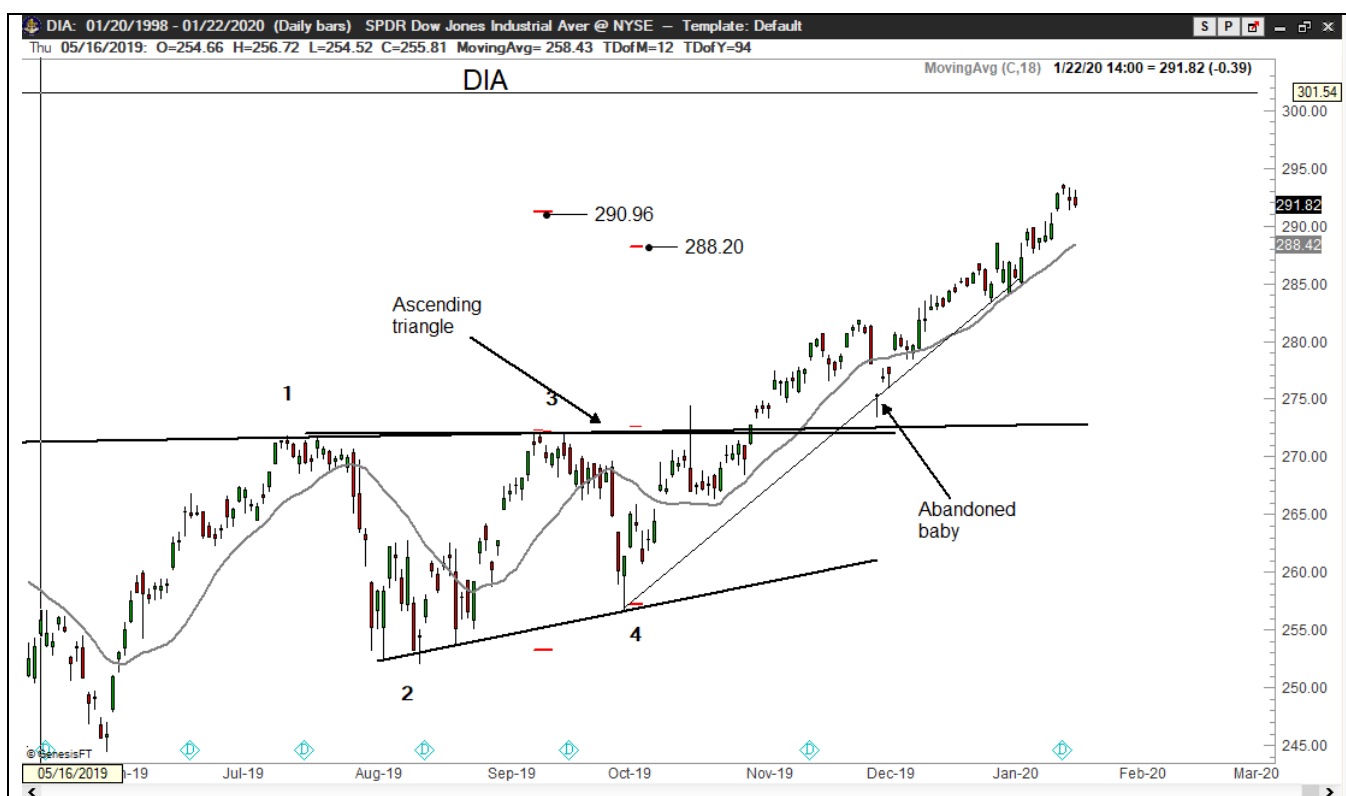 DIA: 01/20/1998 - 01/22/2020 (Daily bars) SPDR Dow Jones Industrial Aver @ NYSE — Template: Default
S P
Thu 05/16/2019: O=254.66 H=256.72 L=254.52 C=255.81 MovingAvg= 258.43 TDofM=12 TDofY=94
DIA
MovingAvg (C,18) 1/22/20 14:00 = 291.82 (-0.39)
301.54
300.00
295.00
291.82
290.96
290.00
288.20
288.42
285.00
Ascending
triangle
280.00
1
3
275.00
270.00
265.00
Abandoned
baby
260.00
4
255.00
2
250.00
245.00
D D D D D D D
© GenesisFT
05/16/2019 n-19 Jul-19 Aug-19 Sep-19 Oct-19 Nov-19 Dec-19 Jan-20 Feb-20 Mar-20